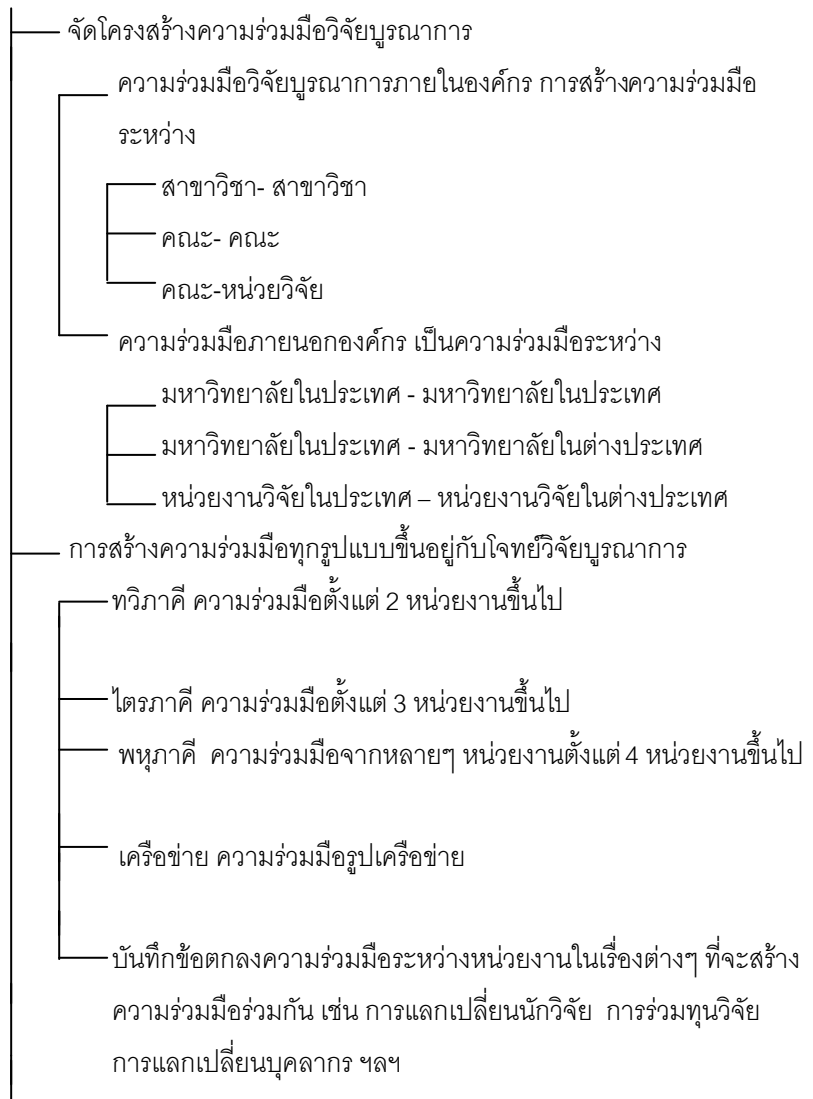 จัดโครงสร้างความร่วมมือวิจัยบูรณาการ
ความร่วมมือวิจัยบูรณาการภายในองค์กร การสร้างความร่วมมือ
ระหว่าง
สาขาวิชา- สาขาวิชา
คณะ- คณะ
คณะ-หน่วยวิจัย
ความร่วมมือภายนอกองค์กร เป็นความร่วมมือระหว่าง
มหาวิทยาลัยในประเทศ - มหาวิทยาลัยในประเทศ
มหาวิทยาลัยในประเทศ - มหาวิทยาลัยในต่างประเทศ
หน่วยงานวิจัยในประเทศ – หน่วยงานวิจัยในต่างประเทศ
การสร้างความร่วมมือทุกรูปแบบขึ้นอยู่กับโจทย์วิจัยบูรณาการ
ทวิภาคี ความร่วมมือตั้งแต่ 2 หน่วยงานขึ้นไป
ไตรภาคี ความร่วมมือตั้งแต่ 3 หน่วยงานขึ้นไป
พหุภาคี ความร่วมมือจากหลายๆ หน่วยงานตั้งแต่ 4 หน่วยงานขึ้นไป
เครือข่าย ความร่วมมือรูปเครือข่าย
บันทึกข้อตกลงความร่วมมือระหว่างหน่วยงานในเรื่องต่างๆ ที่จะสร้าง
ความร่วมมือร่วมกัน เช่น การแลกเปลี่ยนนักวิจัย การร่วมทุนวิจัย
การแลกเปลี่ยนบุคลากร ฯลฯ